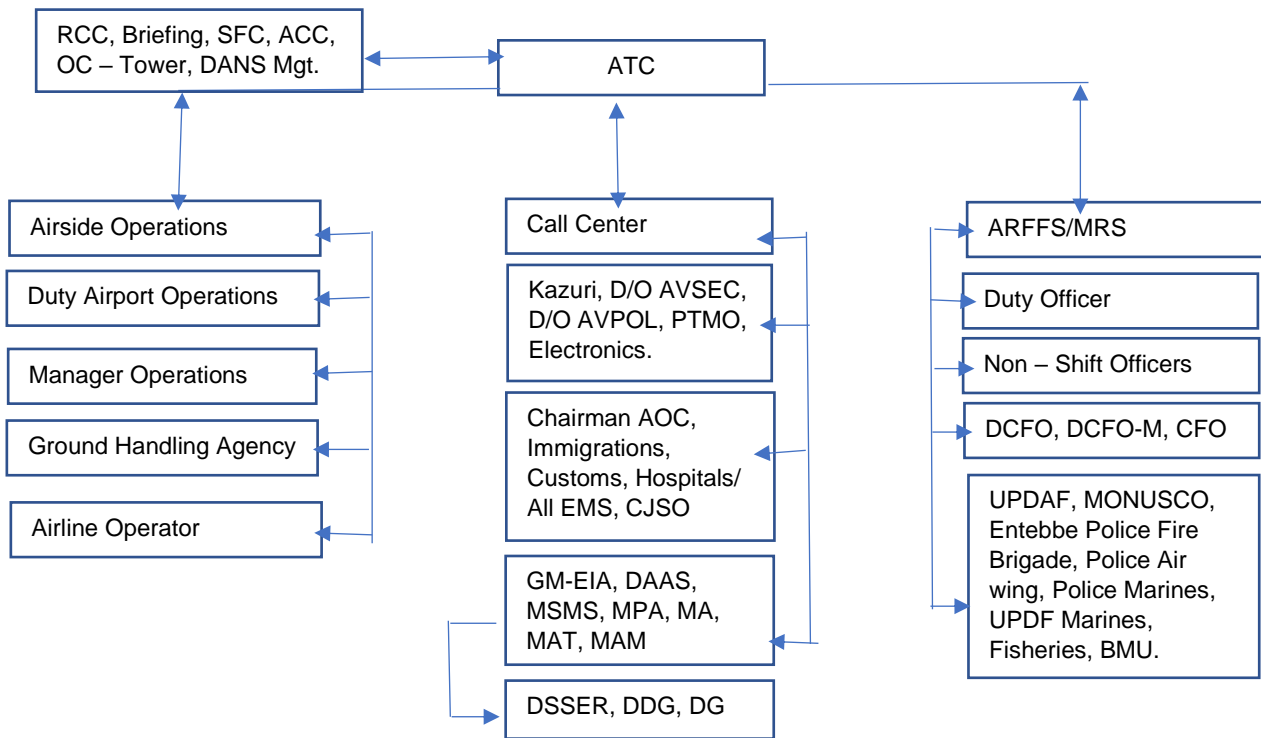 RCC, Briefing, SFC, ACC,
OC – Tower, DANS Mgt.
ATC
Airside Operations
Duty Airport Operations
Manager Operations
Ground Handling Agency
Airline Operator
Call Center
Kazuri, D/O AVSEC,
D/O AVPOL, PTMO,
Electronics.
Chairman AOC,
Immigrations,
Customs, Hospitals/
All EMS, CJSO
GM-EIA, DAAS,
MSMS, MPA, MA,
MAT, MAM
DSSER, DDG, DG
ARFFS/MRS
Duty Officer
Non – Shift Officers
DCFO, DCFO-M, CFO
UPDAF, MONUSCO,
Entebbe Police Fire
Brigade, Police Air
wing, Police Marines,
UPDF Marines,
Fisheries, BMU.